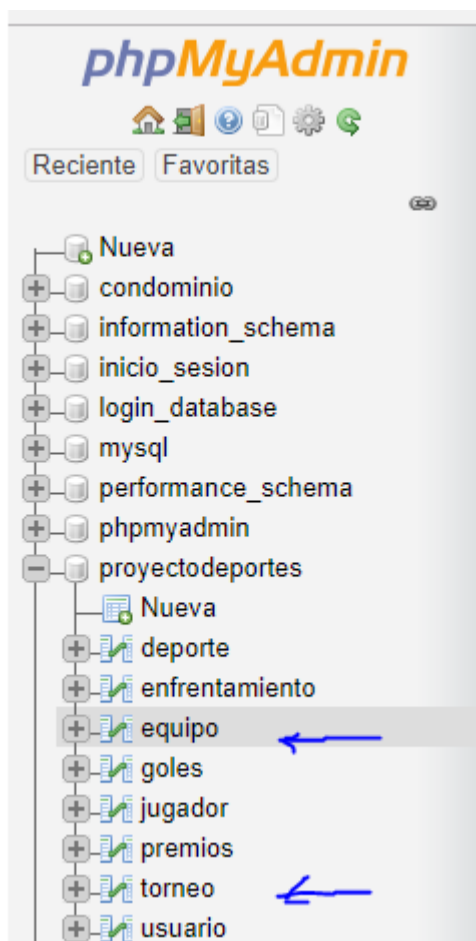 phpMyAdmin
Reciente Favoritas
Nueva
condominio
information_schema
inicio_sesion
login_database
mysql
performance_schema
phpmyadmin
proyectodeportes
Nueva
deporte
enfrentamiento
equipo
goles
jugador
premios
torneo
usuario